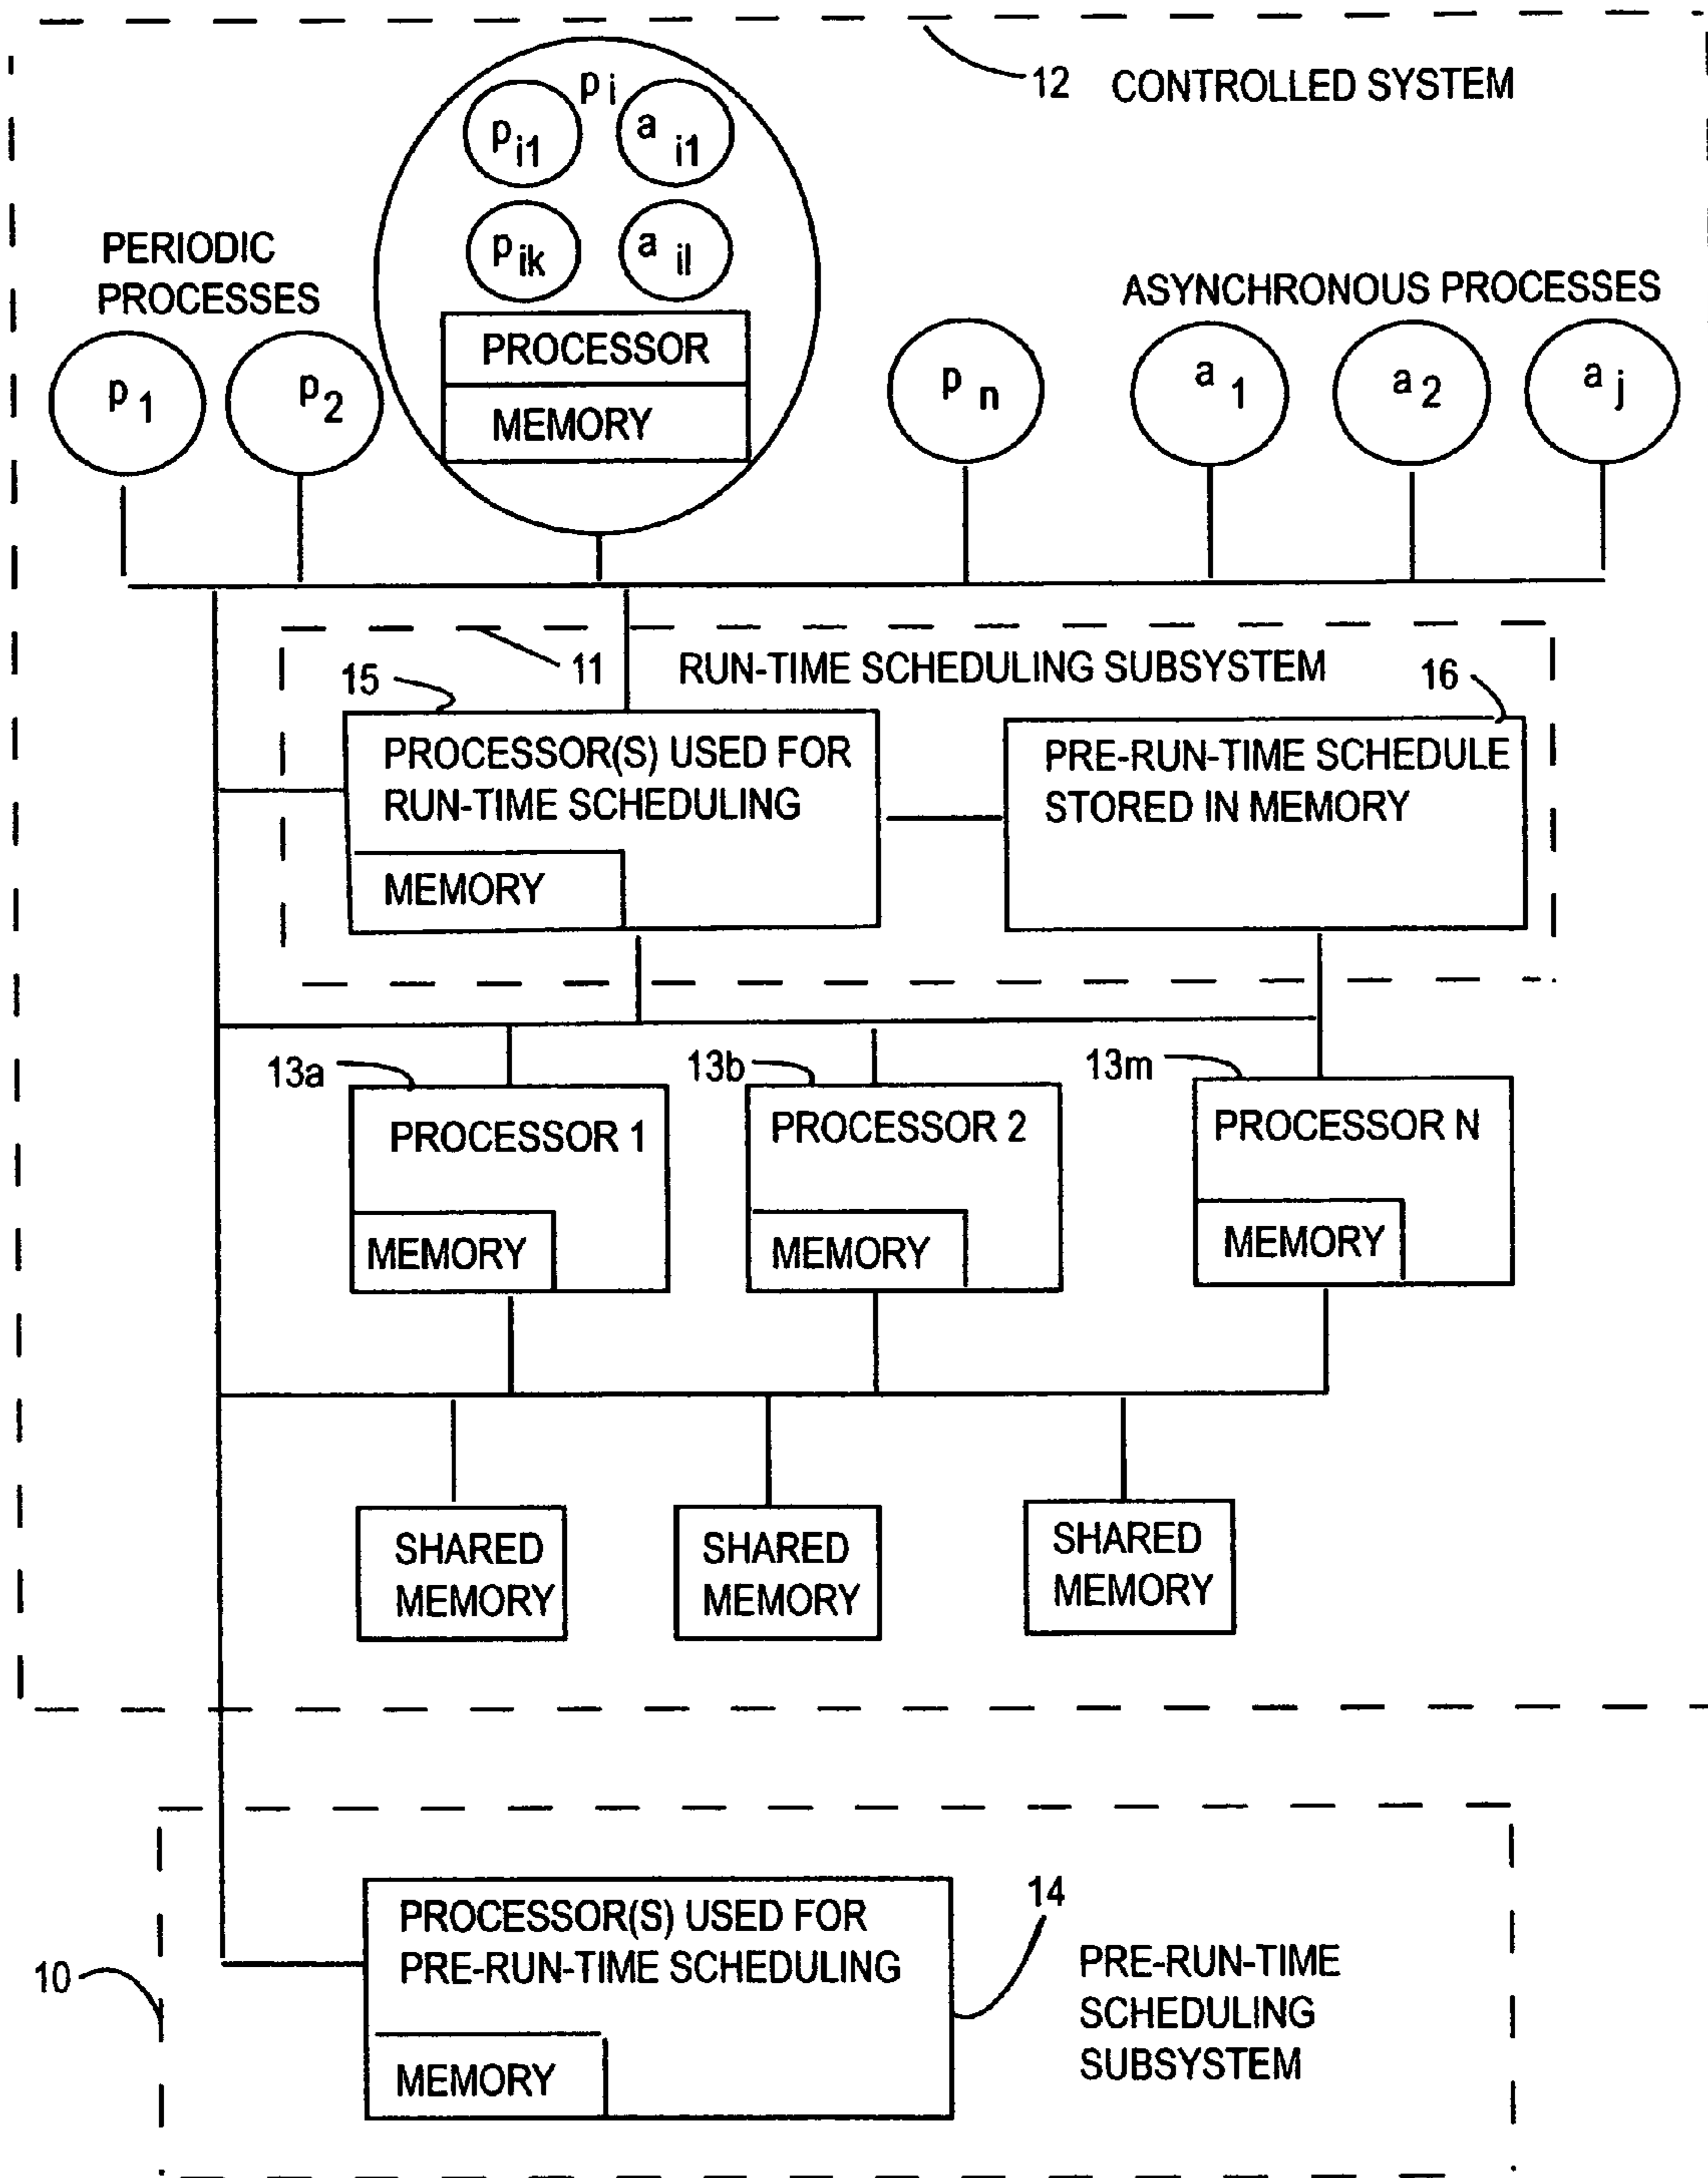 12 CONTROLLED SYSTEM
p i
p i1
a i1
p ik
a il
PROCESSOR
MEMORY
PERIODIC
PROCESSES
ASYNCHRONOUS PROCESSES
p 1
p 2
p n
a 1
a 2
a j
11
RUN-TIME SCHEDULING SUBSYSTEM
15
16
PROCESSOR(S) USED FOR
RUN-TIME SCHEDULING
MEMORY
PRE-RUN-TIME SCHEDULE
STORED IN MEMORY
13a
13b
13m
PROCESSOR 1
MEMORY
PROCESSOR 2
MEMORY
PROCESSOR N
MEMORY
SHARED
MEMORY
SHARED
MEMORY
SHARED
MEMORY
10
14
PROCESSOR(S) USED FOR
PRE-RUN-TIME SCHEDULING
MEMORY
PRE-RUN-TIME
SCHEDULING
SUBSYSTEM